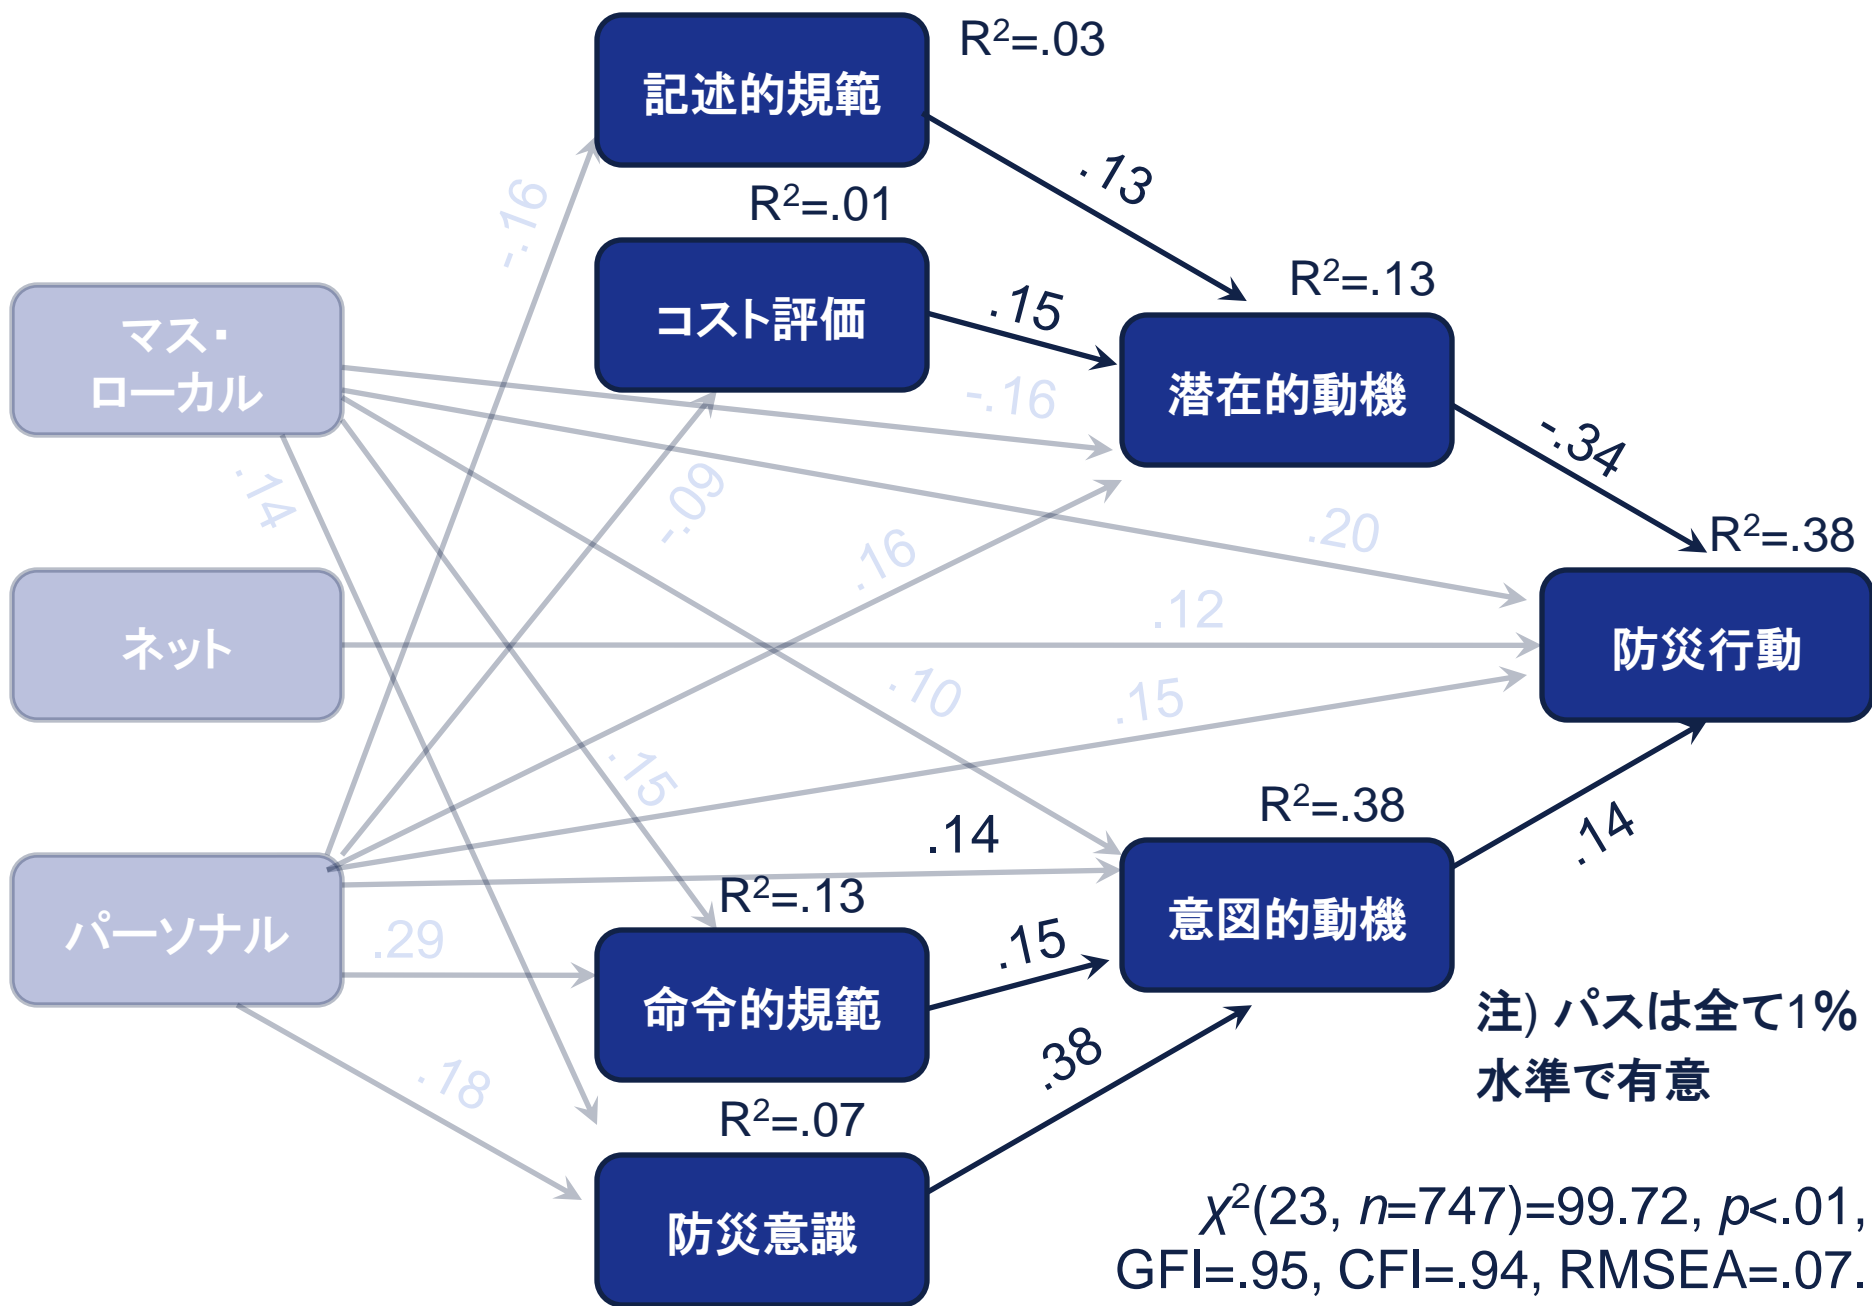 R²=.03
記述的規範
-.16
.13
R²=.01
コスト評価
.15
R²=.13
マス・
ローカル
-.16
潜在的動機
-.34
.14
-.09
.16
.20
R²=.38
ネット
.12
防災行動
.10
.15
.15
R²=.38
.14
.14
パーソナル
.29
R²=.13
命令的規範
.15
意図的動機
.38
.18
R²=.07
防災意識
注) パスは全て1%
水準で有意
χ²(23, n=747)=99.72, p<.01,
GFI=.95, CFI=.94, RMSEA=.07.